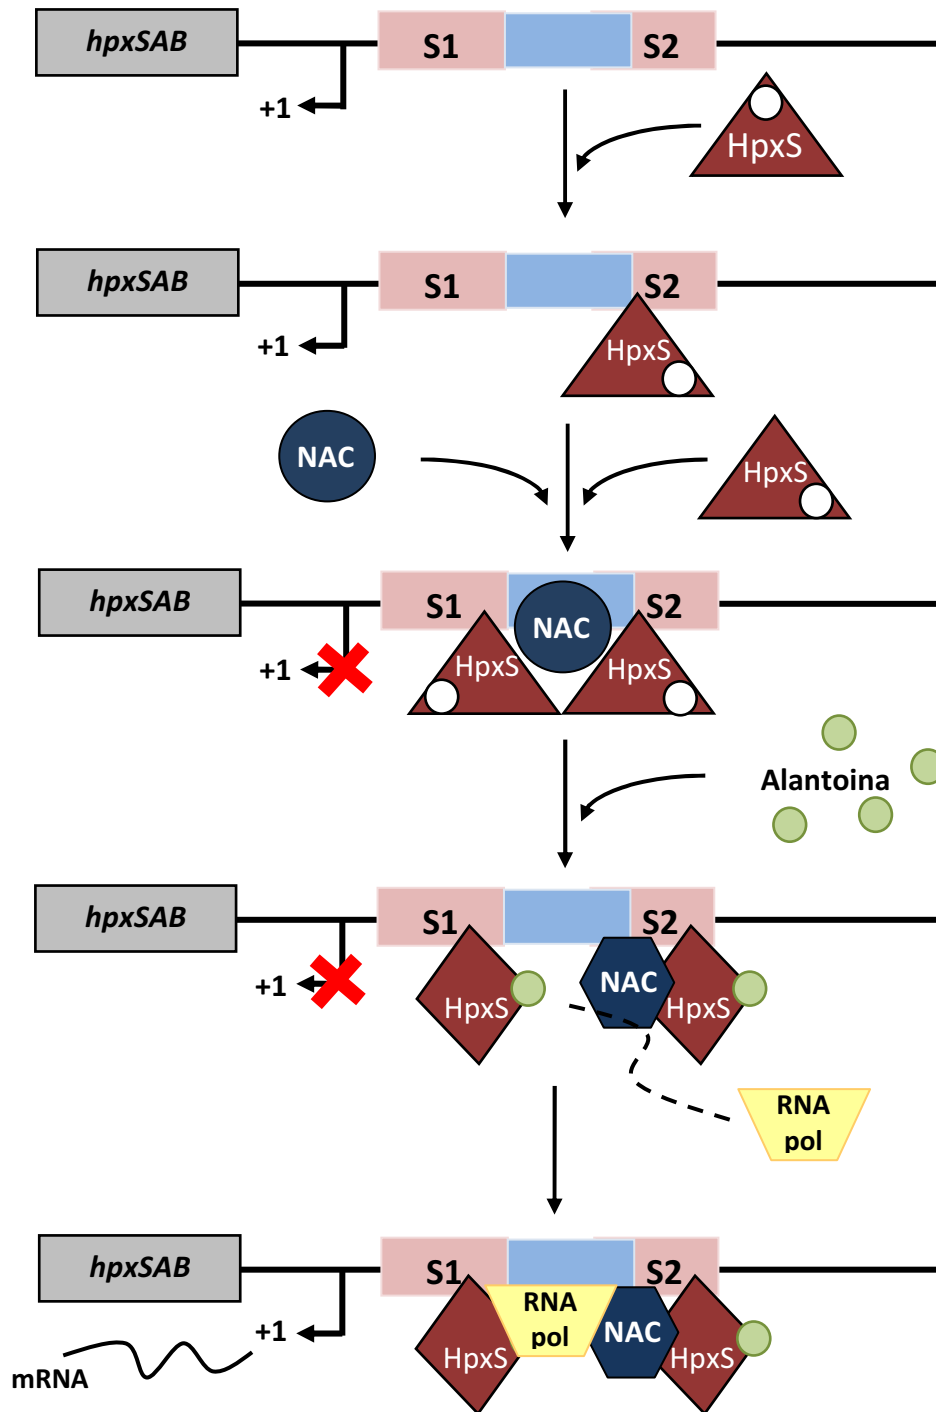 hpxSAB
S1
S2
+1
HpxS
hpxSAB
S1
S2
+1
HpxS
NAC
HpxS
hpxSAB
S1
S2
NAC
+1
HpxS
HpxS
Alantoina
hpxSAB
S1
S2
+1
HpxS
NAC
HpxS
RNA
pol
hpxSAB
S1
S2
+1
RNA
pol
NAC
HpxS
HpxS
mRNA